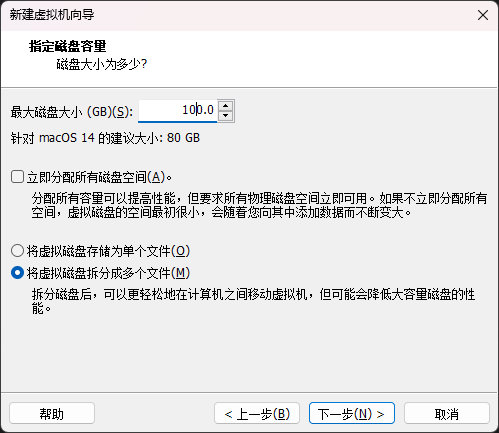 新建虚拟机向导
指定磁盘容量
磁盘大小为多少?
最大磁盘大小 (GB)(S): 100.0
针对 macOS 14 的建议大小: 80 GB
立即分配所有磁盘空间(A)。
分配所有容量可以提高性能，但要求所有物理磁盘空间立即可用。如果不立即分配所有
空间，虚拟磁盘的空间最初很小，会随着您向其中添加数据而不断变大。
将虚拟磁盘存储为单个文件(O)
将虚拟磁盘拆分成多个文件(M)
拆分磁盘后，可以更轻松地在计算机之间移动虚拟机，但可能会降低大容量磁盘的性
能。
帮助 < 上一步(B) 下一步(N) > 取消